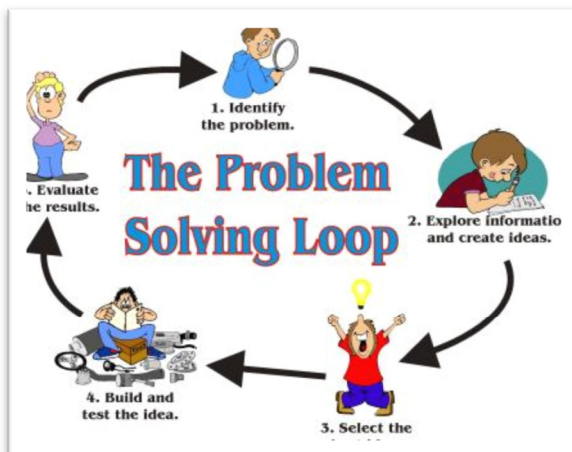 1. Identify
the problem.
The Problem
Solving Loop
2. Explore informatio
and create ideas.
3. Select the
4. Build and
test the idea.
. Evaluate
he results.